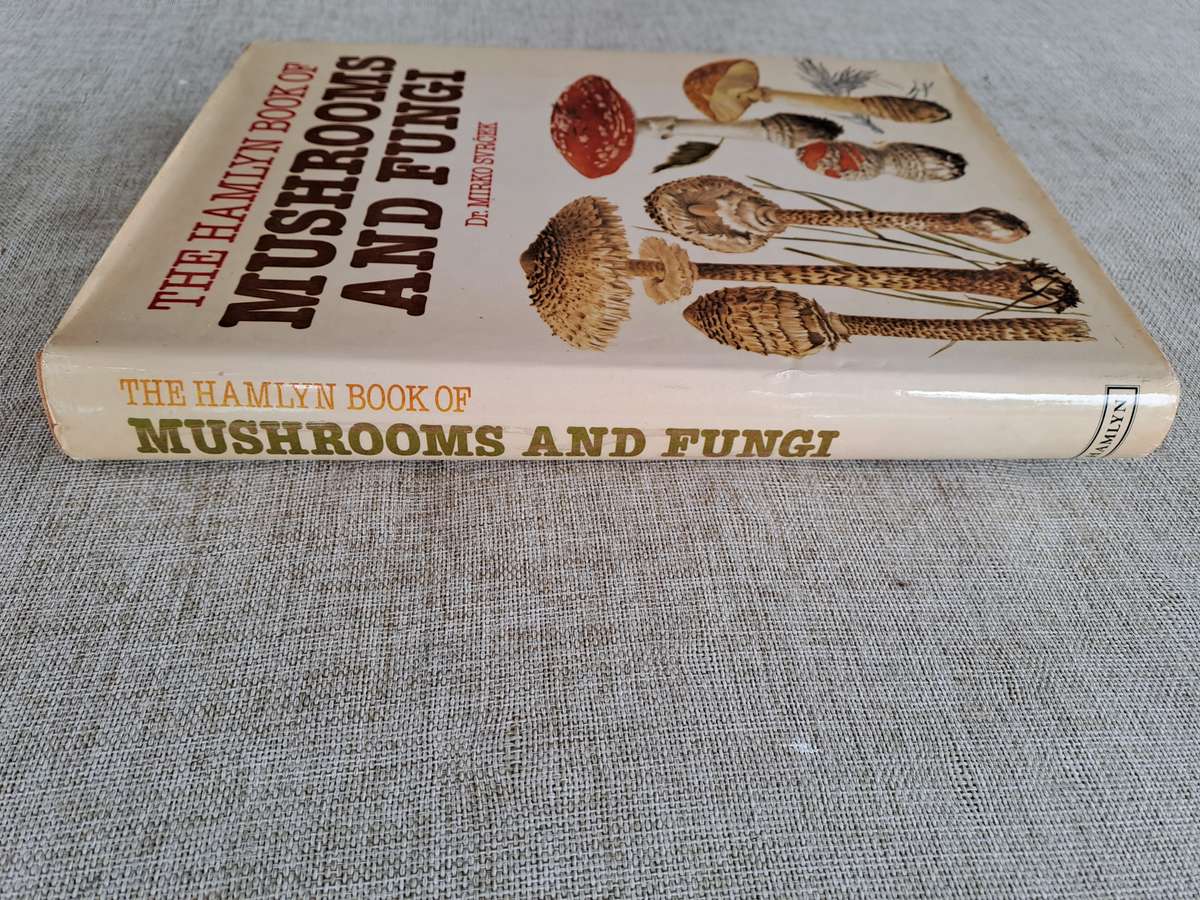 THE HAMLYN BOOK OF
MUSHROOMS
AND FUNGI
Dr. MIRKO SVRČEK
THE HAMLYN BOOK OF
MUSHROOMS AND FUNGI
HAMLYN